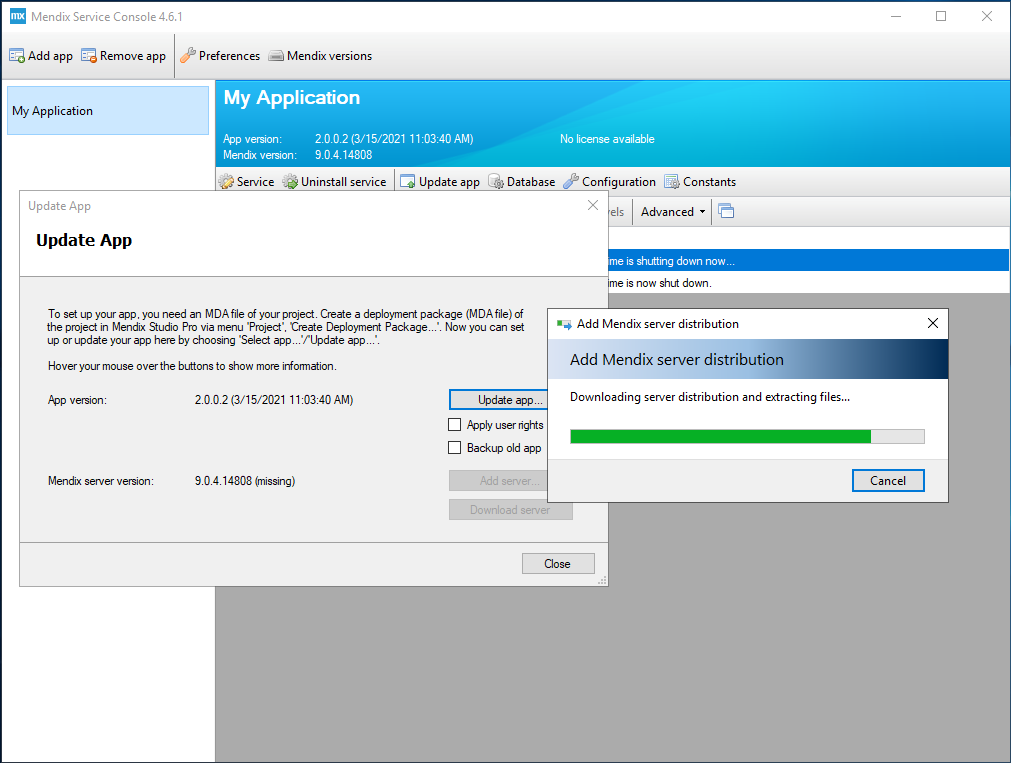 mx Mendix Service Console 4.6.1
Add app Remove app Preferences Mendix versions
My Application
My Application
App version: 2.0.0.2 (3/15/2021 11:03:40 AM) No license available
Mendix version: 9.0.4.14808
Service Uninstall service Update app Database Configuration Constants
Advanced
is shutting down now...
is now shut down.
Update App
Update App
To set up your app, you need an MDA file of your project. Create a deployment package (MDA file) of
the project in Mendix Studio Pro via menu 'Project', 'Create Deployment Package...'. Now you can set
up or update your app here by choosing 'Select app...'/'Update app...'.
Hover your mouse over the buttons to show more information.
App version: 2.0.0.2 (3/15/2021 11:03:40 AM) Update app...
Apply user rights
Backup old app
Mendix server version: 9.0.4.14808 (missing) Add server...
Download server
Close
Add Mendix server distribution
Add Mendix server distribution
Downloading server distribution and extracting files...
Cancel